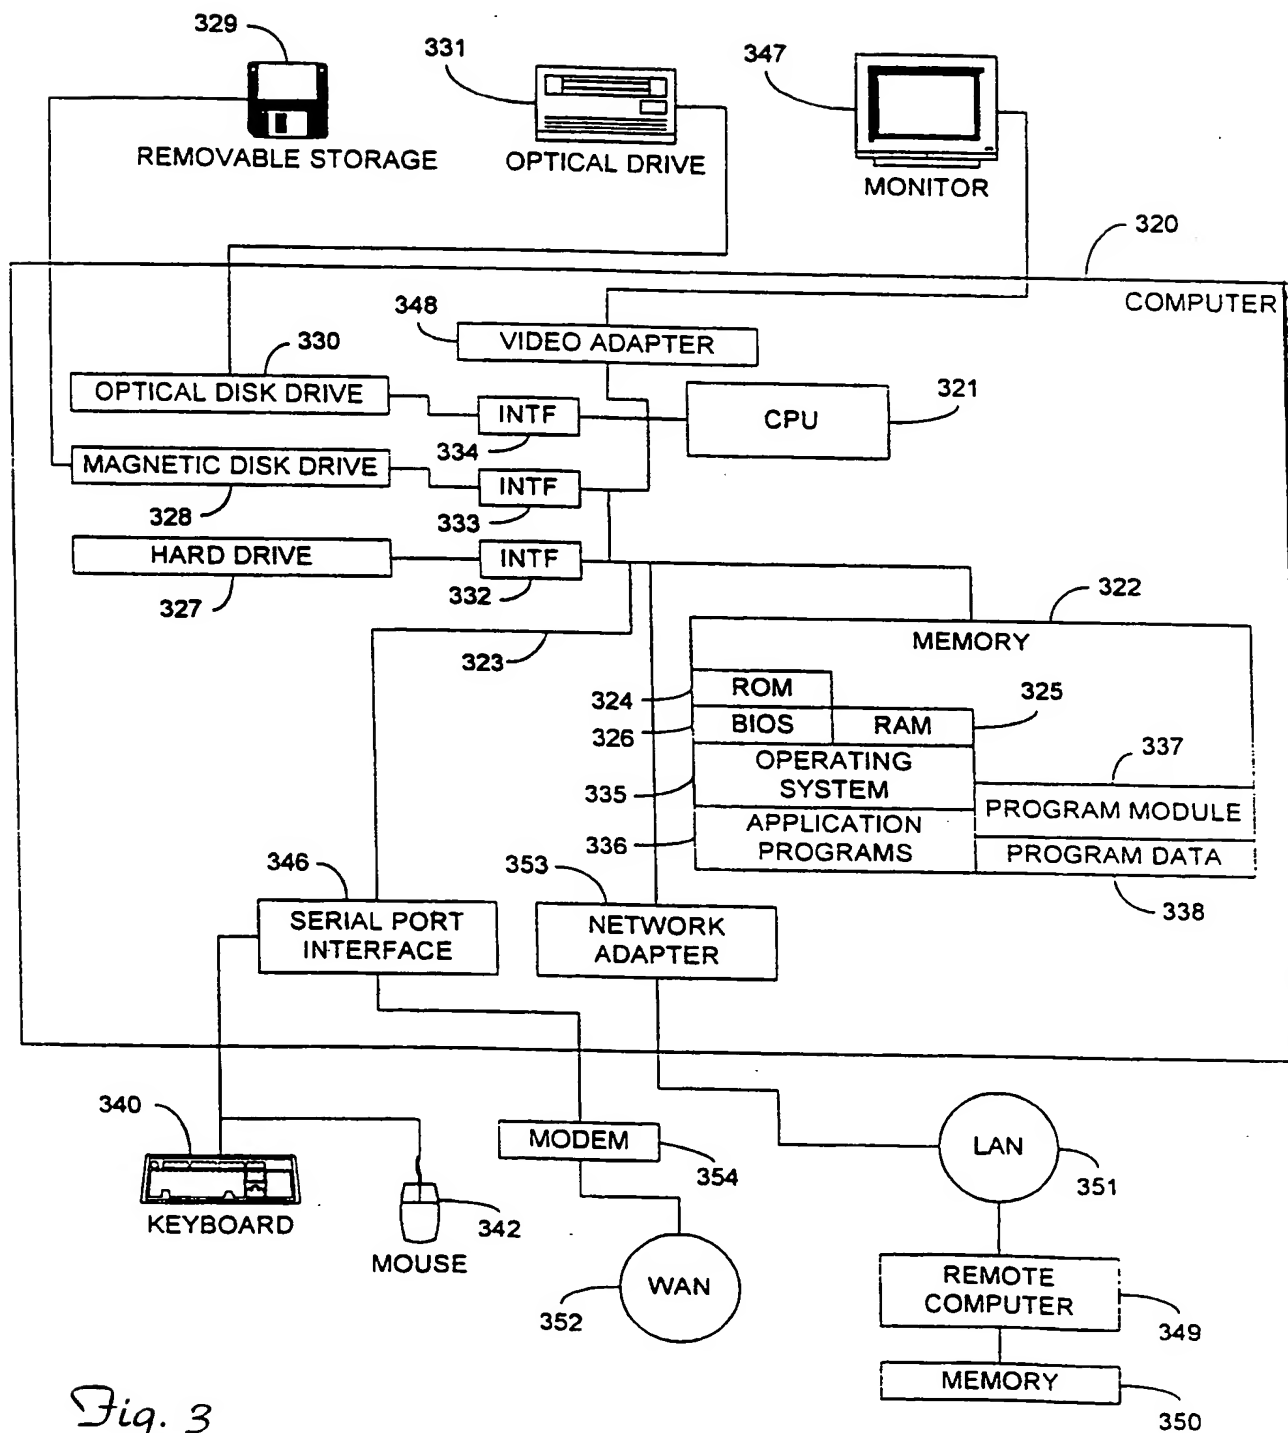 329
331
347
REMOVABLE STORAGE
OPTICAL DRIVE
MONITOR
320
COMPUTER
348
VIDEO ADAPTER
330
OPTICAL DISK DRIVE
INTF
334
CPU
321
MAGNETIC DISK DRIVE
328
INTF
333
HARD DRIVE
327
INTF
332
323
322
MEMORY
324
ROM
325
326
BIOS
RAM
335
OPERATING
SYSTEM
337
PROGRAM MODULE
336
APPLICATION
PROGRAMS
PROGRAM DATA
338
346
SERIAL PORT
INTERFACE
353
NETWORK
ADAPTER
340
KEYBOARD
342
MOUSE
MODEM
354
WAN
352
LAN
351
REMOTE
COMPUTER
349
MEMORY
350
Fig. 3